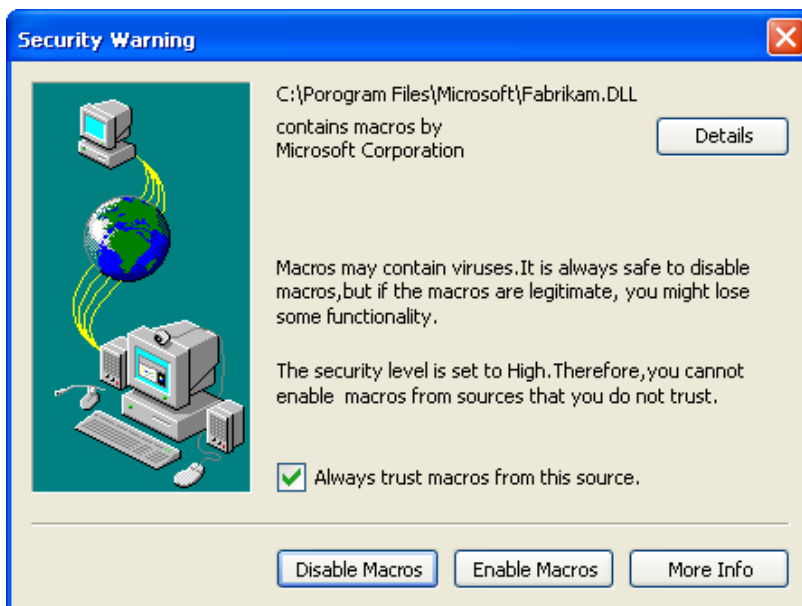 Security Warning
C:\Porogram Files\Microsoft\Fabrikam.DLL
contains macros by
Microsoft Corporation
Details
Macros may contain viruses.It is always safe to disable
macros,but if the macros are legitimate, you might lose
some functionality.
The security level is set to High.Therefore,you cannot
enable  macros from sources that you do not trust.
Always trust macros from this source.
Disable Macros
Enable Macros
More Info